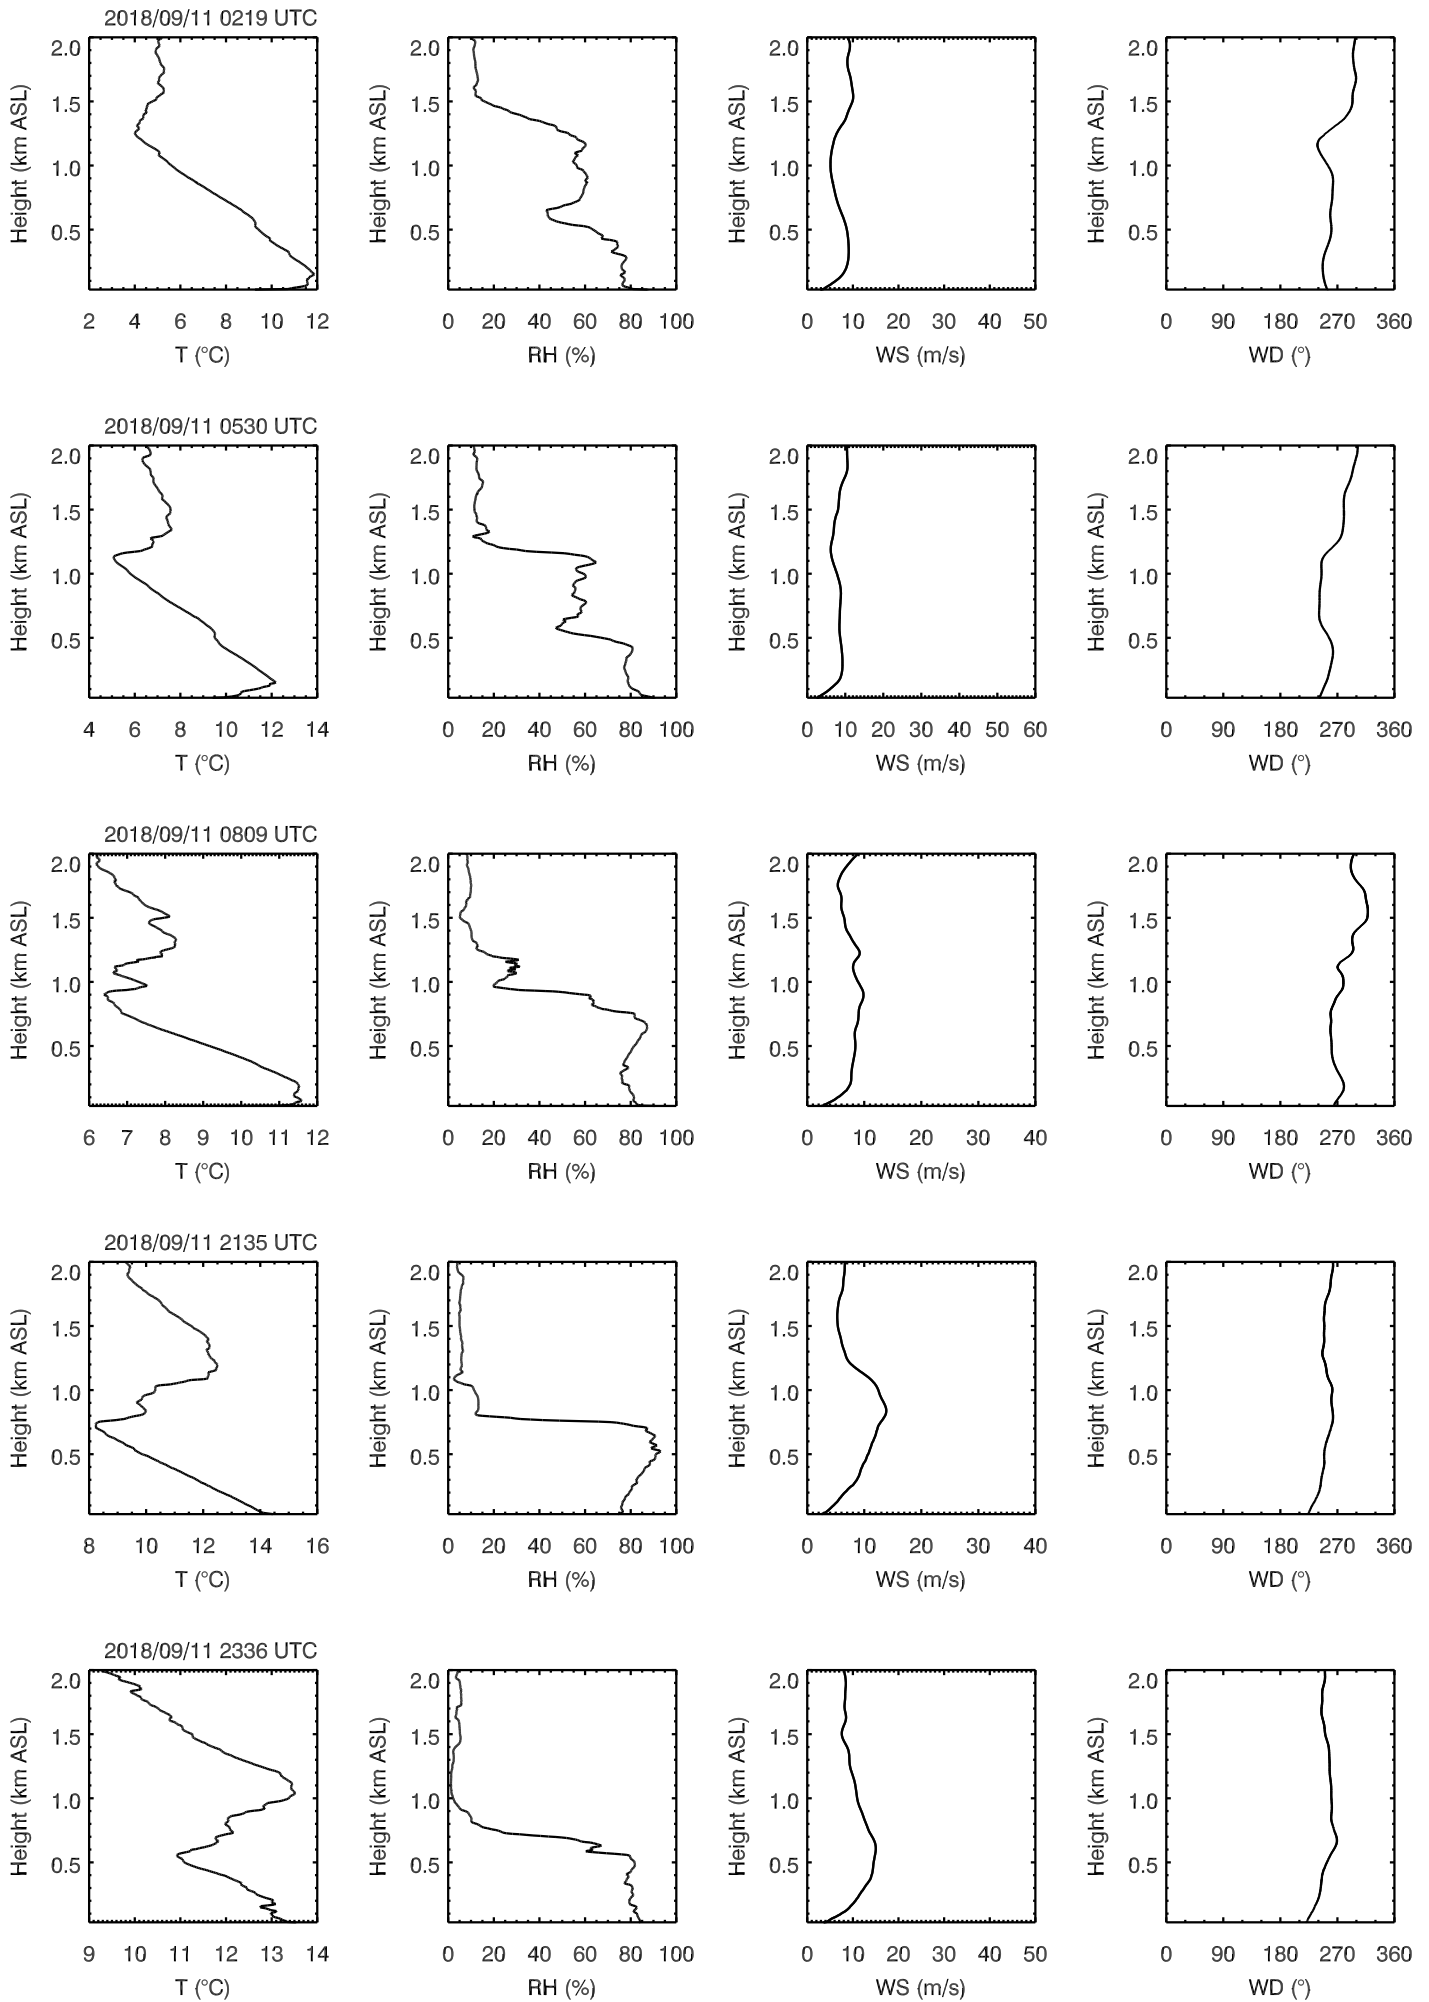 2018/09/11 0219 UTC
2.0 2.0 2.0 2.0
1.5 1.5 1.5 1.5
1.0 1.0 1.0 1.0
0.5 0.5 0.5 0.5
Height (km ASL) Height (km ASL) Height (km ASL) Height (km ASL)
2 4 6 8 10 12 0 20 40 60 80 100 0 10 20 30 40 50 0 90 180 270 360
T (°C) RH (%) WS (m/s) WD (°)
2018/09/11 0530 UTC
2.0 2.0 2.0 2.0
1.5 1.5 1.5 1.5
1.0 1.0 1.0 1.0
0.5 0.5 0.5 0.5
Height (km ASL) Height (km ASL) Height (km ASL) Height (km ASL)
4 6 8 10 12 14 0 20 40 60 80 100 0 10 20 30 40 50 60 0 90 180 270 360
T (°C) RH (%) WS (m/s) WD (°)
2018/09/11 0809 UTC
2.0 2.0 2.0 2.0
1.5 1.5 1.5 1.5
1.0 1.0 1.0 1.0
0.5 0.5 0.5 0.5
Height (km ASL) Height (km ASL) Height (km ASL) Height (km ASL)
6 7 8 9 10 11 12 0 20 40 60 80 100 0 10 20 30 40 0 90 180 270 360
T (°C) RH (%) WS (m/s) WD (°)
2018/09/11 2135 UTC
2.0 2.0 2.0 2.0
1.5 1.5 1.5 1.5
1.0 1.0 1.0 1.0
0.5 0.5 0.5 0.5
Height (km ASL) Height (km ASL) Height (km ASL) Height (km ASL)
8 10 12 14 16 0 20 40 60 80 100 0 10 20 30 40 0 90 180 270 360
T (°C) RH (%) WS (m/s) WD (°)
2018/09/11 2336 UTC
2.0 2.0 2.0 2.0
1.5 1.5 1.5 1.5
1.0 1.0 1.0 1.0
0.5 0.5 0.5 0.5
Height (km ASL) Height (km ASL) Height (km ASL) Height (km ASL)
9 10 11 12 13 14 0 20 40 60 80 100 0 10 20 30 40 50 0 90 180 270 360
T (°C) RH (%) WS (m/s) WD (°)